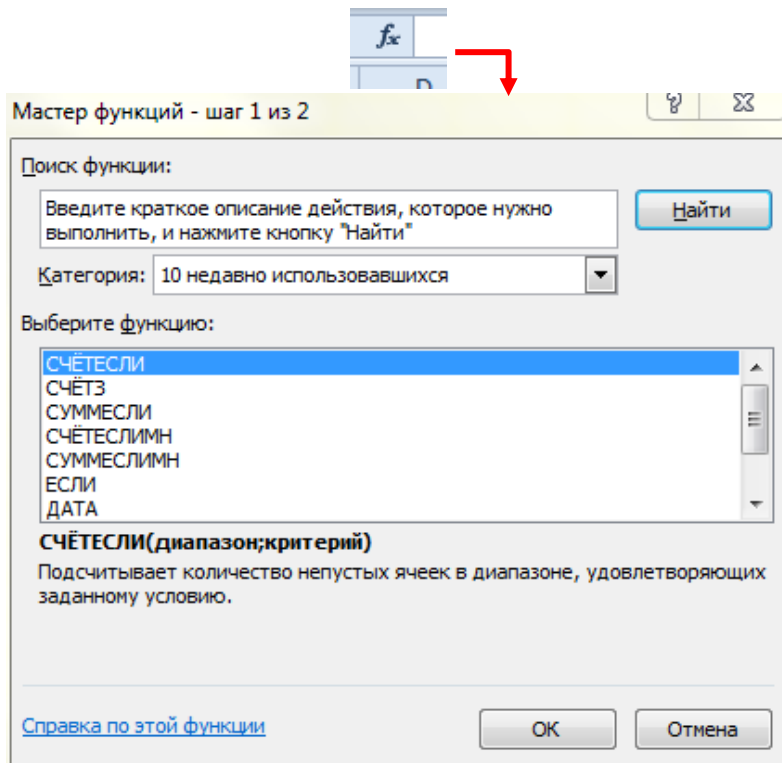 fx
D
Мастер функций - шаг 1 из 2
?
Поиск функции:
Введите краткое описание действия, которое нужно
выполнить, и нажмите кнопку "Найти"
Найти
Категория: 10 недавно использовавшихся
Выберите функцию:
СЧЁТЕСЛИ
СЧЁТЗ
СУММЕСЛИ
СЧЁТЕСЛИМН
СУММЕСЛИМН
ЕСЛИ
ДАТА
СЧЁТЕСЛИ(диапазон;критерий)
Подсчитывает количество непустых ячеек в диапазоне, удовлетворяющих
заданному условию.
Справка по этой функции
ОК
Отмена